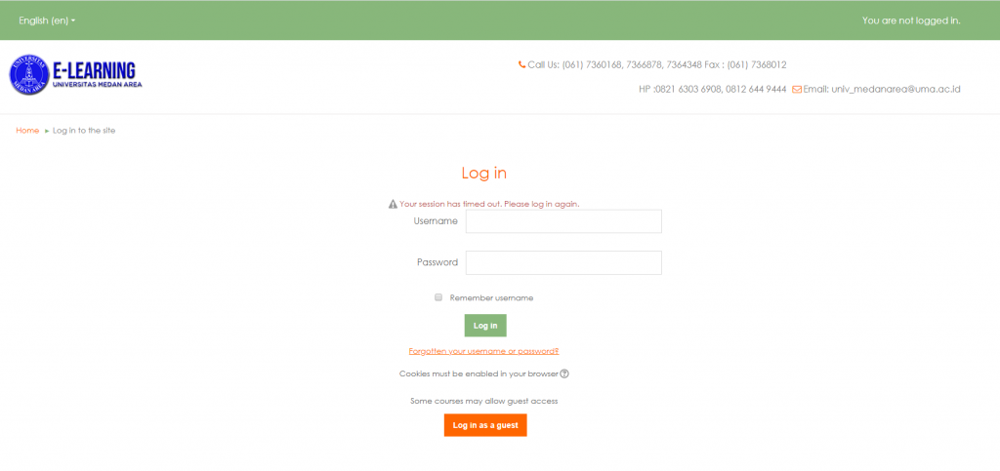 English (en)
You are not logged in.
UNIVERSITAS MEDAN AREA
E-LEARNING
UNIVERSITAS MEDAN AREA
Call Us: (061) 7360168, 7366878, 7364348 Fax : (061) 7368012
HP :0821 6303 6908, 0812 644 9444 Email: univ_medanarea@uma.ac.id
Home ► Log in to the site
Log in
Your session has timed out. Please log in again.
Username
Password
Remember username
Log in
Forgotten your username or password?
Cookies must be enabled in your browser
Some courses may allow guest access
Log in as a guest